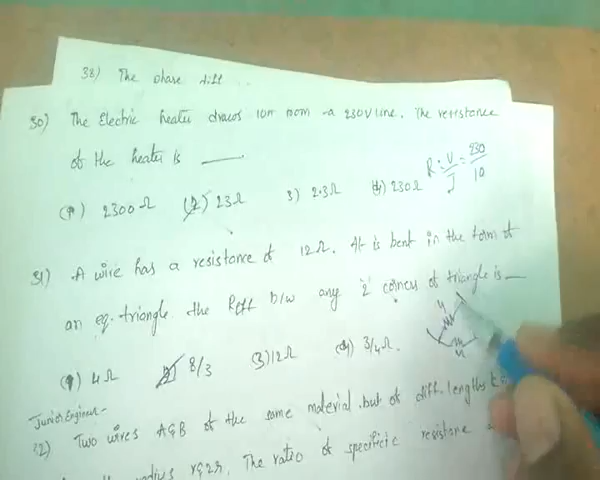 38) The phase diff
30) The Electric heater draws 10A from a 230V line. The resistance
of the heater is ____
R = V/I = 230/10
(1) 2300 Ω (2) 23 Ω 3) 2.3 Ω (4) 230 Ω
31) A wire has a resistance of 12 Ω. It is bent in the form of
an eq. triangle the Reff b/w any '2' corners of triangle is __
4
4
(1) 4 Ω (2) 8/3 (3) 12 Ω (4) 3/4 Ω.
Junior Engineer -
Two wires A&B of the same material but of diff. lengths
radius r&2r. The ratio of specific resistance